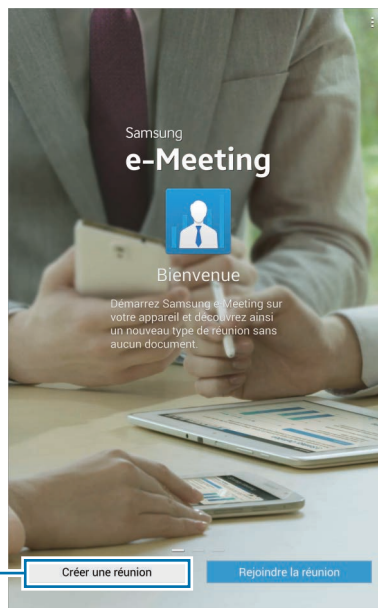 Samsung
e-Meeting
Bienvenue
Démarrez Samsung e-Meeting sur
votre appareil et découvrez ainsi
un nouveau type de réunion sans
aucun document.
Créer une réunion
Rejoindre la réunion